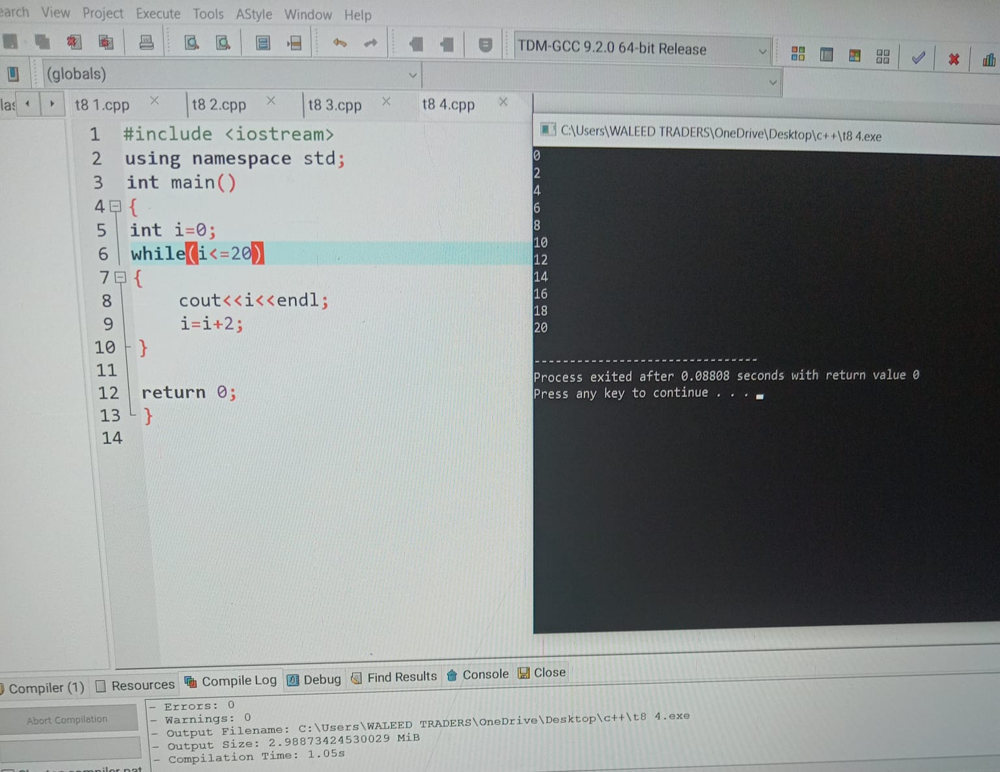 earch View Project Execute Tools AStyle Window Help
TDM-GCC 9.2.0 64-bit Release
(globals)
t8 1.cpp t8 2.cpp t8 3.cpp t8 4.cpp
1 #include <iostream>
2 using namespace std;
3 int main()
4 {
5 int i=0;
6 while(i<=20)
7 {
8 cout<<i<<endl;
9 i=i+2;
10 }
11
12 return 0;
13 }
14
C:\Users\WALEED TRADERS\OneDrive\Desktop\c++\t8 4.exe
0
2
4
6
8
10
12
14
16
18
20
--------------------------------
Process exited after 0.08808 seconds with return value 0
Press any key to continue . . .
Compiler (1) Resources Compile Log Debug Find Results Console Close
Abort Compilation
- Errors: 0
- Warnings: 0
- Output Filename: C:\Users\WALEED TRADERS\OneDrive\Desktop\c++\t8 4.exe
- Output Size: 2.98873424530029 MiB
- Compilation Time: 1.05s